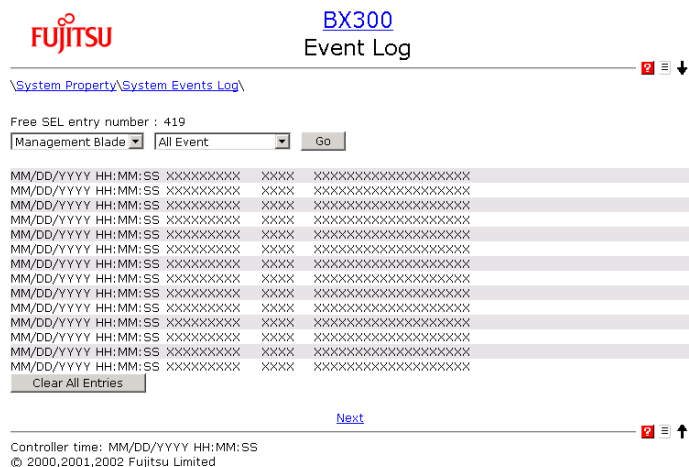 FUJITSU
BX300
Event Log
?
\System Property\System Events Log\
Free SEL entry number : 419
Management Blade All Event Go
MM/DD/YYYY HH:MM:SS XXXXXXXXX XXXX XXXXXXXXXXXXXXXXXXX
MM/DD/YYYY HH:MM:SS XXXXXXXXX XXXX XXXXXXXXXXXXXXXXXXX
MM/DD/YYYY HH:MM:SS XXXXXXXXX XXXX XXXXXXXXXXXXXXXXXXX
MM/DD/YYYY HH:MM:SS XXXXXXXXX XXXX XXXXXXXXXXXXXXXXXXX
MM/DD/YYYY HH:MM:SS XXXXXXXXX XXXX XXXXXXXXXXXXXXXXXXX
MM/DD/YYYY HH:MM:SS XXXXXXXXX XXXX XXXXXXXXXXXXXXXXXXX
MM/DD/YYYY HH:MM:SS XXXXXXXXX XXXX XXXXXXXXXXXXXXXXXXX
MM/DD/YYYY HH:MM:SS XXXXXXXXX XXXX XXXXXXXXXXXXXXXXXXX
MM/DD/YYYY HH:MM:SS XXXXXXXXX XXXX XXXXXXXXXXXXXXXXXXX
MM/DD/YYYY HH:MM:SS XXXXXXXXX XXXX XXXXXXXXXXXXXXXXXXX
MM/DD/YYYY HH:MM:SS XXXXXXXXX XXXX XXXXXXXXXXXXXXXXXXX
MM/DD/YYYY HH:MM:SS XXXXXXXXX XXXX XXXXXXXXXXXXXXXXXXX
MM/DD/YYYY HH:MM:SS XXXXXXXXX XXXX XXXXXXXXXXXXXXXXXXX
MM/DD/YYYY HH:MM:SS XXXXXXXXX XXXX XXXXXXXXXXXXXXXXXXX
Clear All Entries
Next
?
Controller time: MM/DD/YYYY HH:MM:SS
© 2000,2001,2002 Fujitsu Limited